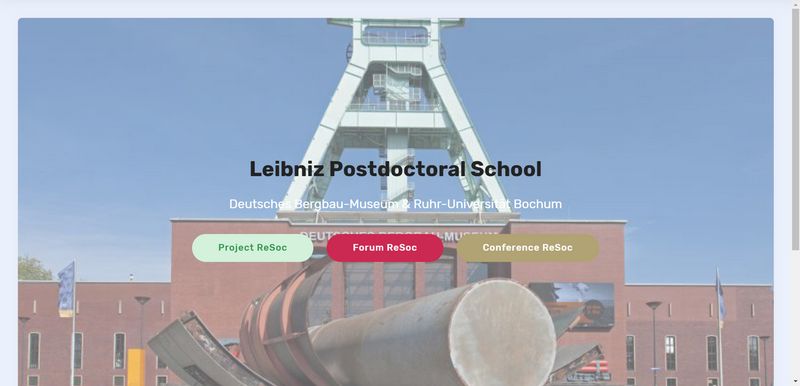 Leibniz Postdoctoral School
Deutsches Bergbau-Museum & Ruhr-Universität Bochum
DEUTSCHES BERGBAU-MUSEUM
Project ReSoc
Forum ReSoc
Conference ReSoc